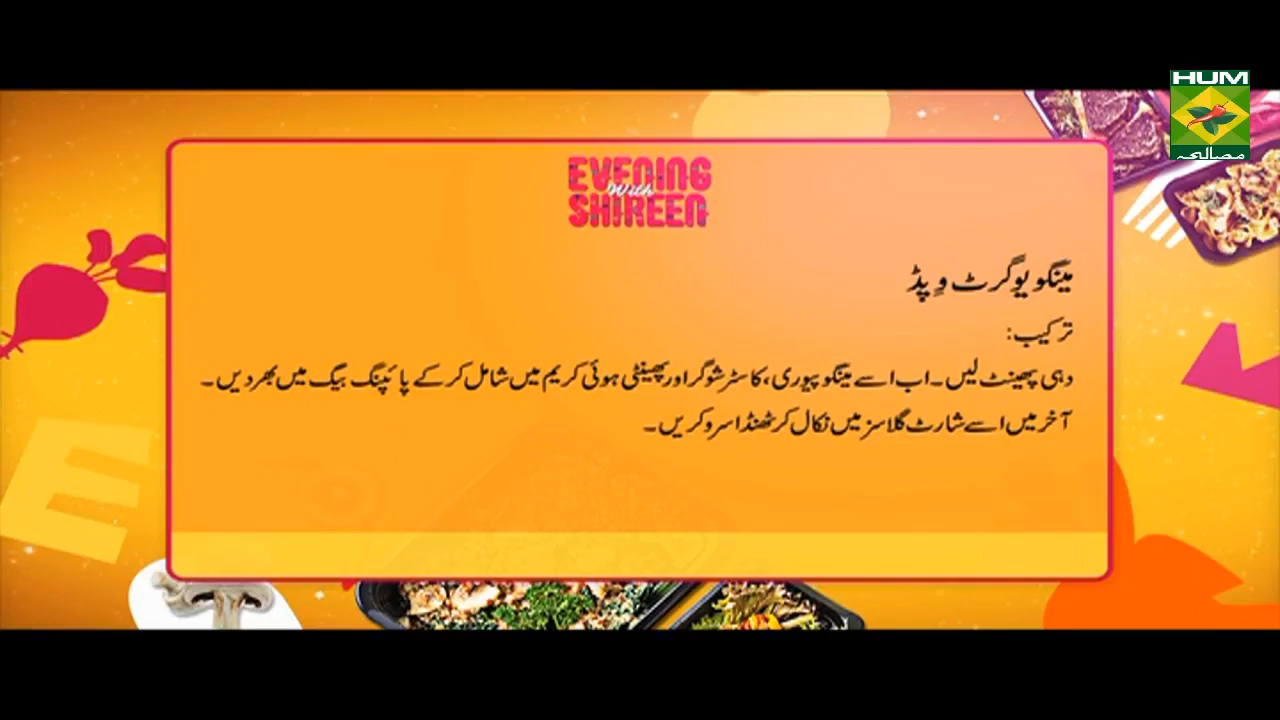 HUM
مصالحہ
EVENING
With
SHIREEN
مینگو یوگرٹ وِپڈ
ترکیب:
دہی پھینٹ لیں۔ اب اسے مینگو پیوری، کاسٹر شوگر اور پھینٹی ہوئی کریم میں شامل کر کے پائپنگ بیگ میں بھر دیں۔
آخر میں اسے شارٹ گلاسز میں نکال کر ٹھنڈا سرو کریں۔
E